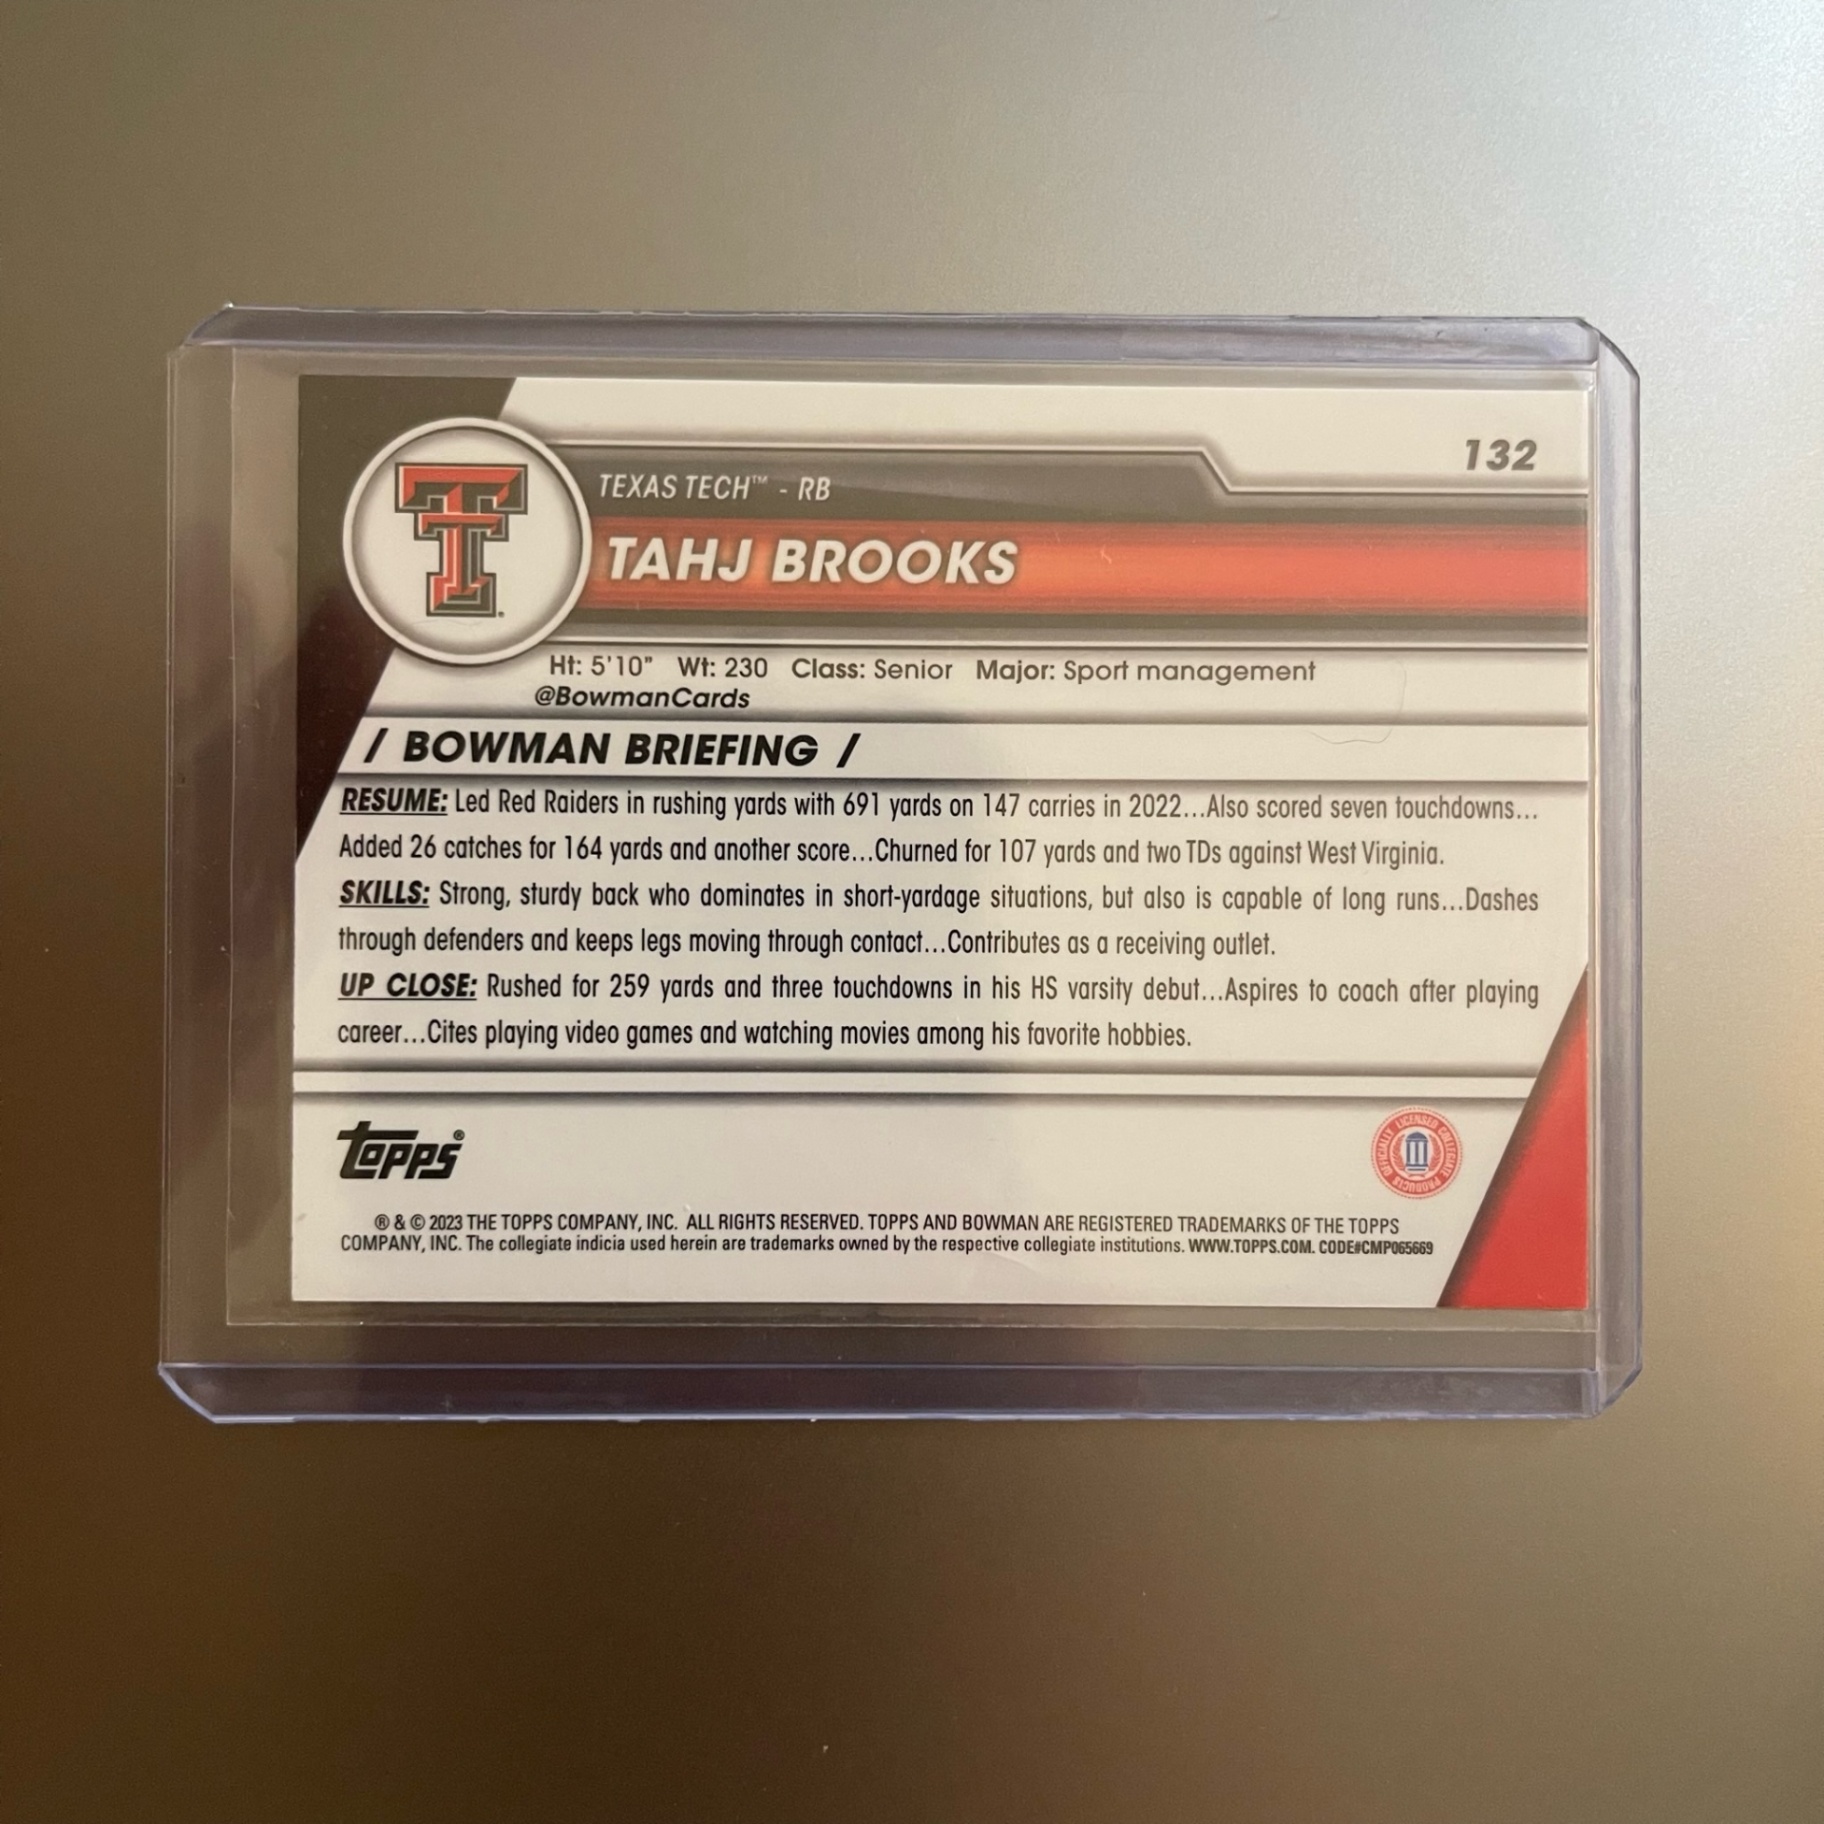 132
TEXAS TECH™ - RB
TAHJ BROOKS
Ht: 5'10" Wt: 230 Class: Senior Major: Sport management
@BowmanCards
/ BOWMAN BRIEFING /
RESUME: Led Red Raiders in rushing yards with 691 yards on 147 carries in 2022...Also scored seven touchdowns...
Added 26 catches for 164 yards and another score...Churned for 107 yards and two TDs against West Virginia.
SKILLS: Strong, sturdy back who dominates in short-yardage situations, but also is capable of long runs...Dashes
through defenders and keeps legs moving through contact...Contributes as a receiving outlet.
UP CLOSE: Rushed for 259 yards and three touchdowns in his HS varsity debut...Aspires to coach after playing
career...Cites playing video games and watching movies among his favorite hobbies.
TOPPS®
OFFICIALLY LICENSED COLLEGIATE PRODUCTS
® & © 2023 THE TOPPS COMPANY, INC. ALL RIGHTS RESERVED. TOPPS AND BOWMAN ARE REGISTERED TRADEMARKS OF THE TOPPS
COMPANY, INC. The collegiate indicia used herein are trademarks owned by the respective collegiate institutions. WWW.TOPPS.COM. CODE#CMP065669